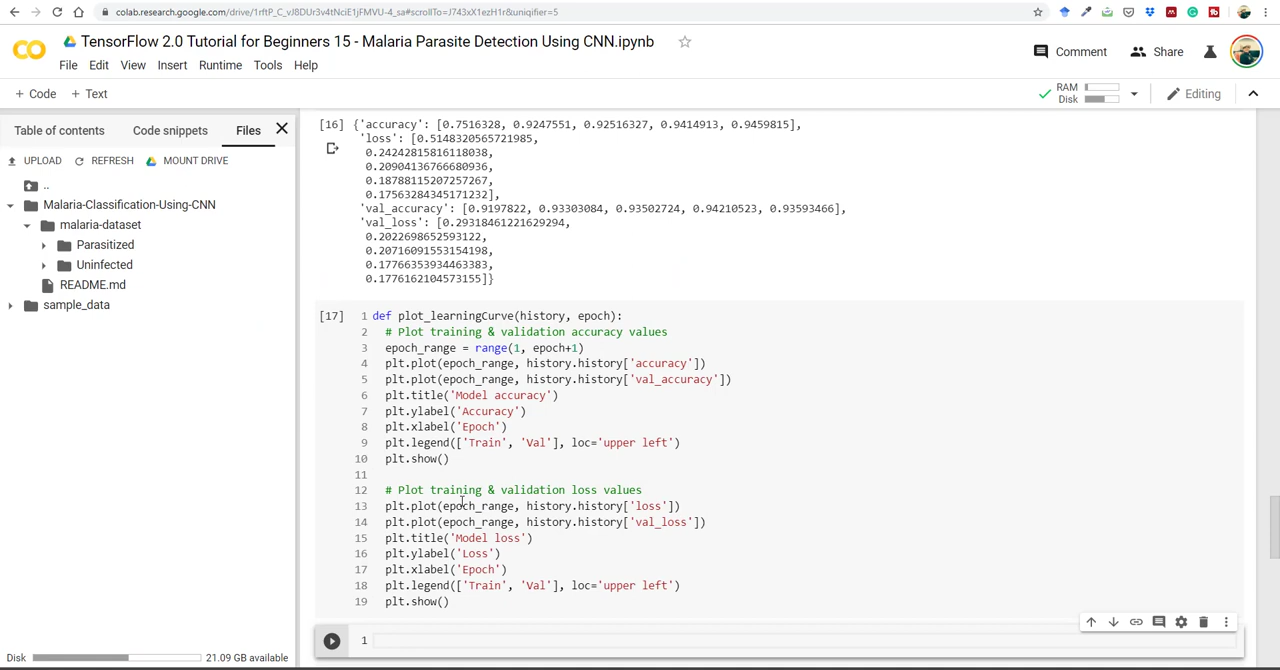 colab.research.google.com/drive/1rftP_C_vJ8DUr3v4tNciE1jFMVU-4_sa#scrollTo=J743xX1ezH1r&uniqifier=5
TensorFlow 2.0 Tutorial for Beginners 15 - Malaria Parasite Detection Using CNN.ipynb
File Edit View Insert Runtime Tools Help
Comment Share
+ Code + Text
RAM
Disk
Editing
Table of contents Code snippets Files
UPLOAD REFRESH MOUNT DRIVE
..
Malaria-Classification-Using-CNN
malaria-dataset
Parasitized
Uninfected
README.md
sample_data
Disk 21.09 GB available
[16] {'accuracy': [0.7516328, 0.9247551, 0.92516327, 0.9414913, 0.9459815],
'loss': [0.5148320565721985,
0.24242815816118038,
0.20904136766680936,
0.18788115207257267,
0.17563284345171232],
'val_accuracy': [0.9197822, 0.93303084, 0.93502724, 0.94210523, 0.93593466],
'val_loss': [0.29318461221629294,
0.2022698652593122,
0.20716091553154198,
0.17766353934463383,
0.1776162104573155]}
[17] 1 def plot_learningCurve(history, epoch):
2 # Plot training & validation accuracy values
3 epoch_range = range(1, epoch+1)
4 plt.plot(epoch_range, history.history['accuracy'])
5 plt.plot(epoch_range, history.history['val_accuracy'])
6 plt.title('Model accuracy')
7 plt.ylabel('Accuracy')
8 plt.xlabel('Epoch')
9 plt.legend(['Train', 'Val'], loc='upper left')
10 plt.show()
11
12 # Plot training & validation loss values
13 plt.plot(epoch_range, history.history['loss'])
14 plt.plot(epoch_range, history.history['val_loss'])
15 plt.title('Model loss')
16 plt.ylabel('Loss')
17 plt.xlabel('Epoch')
18 plt.legend(['Train', 'Val'], loc='upper left')
19 plt.show()
1